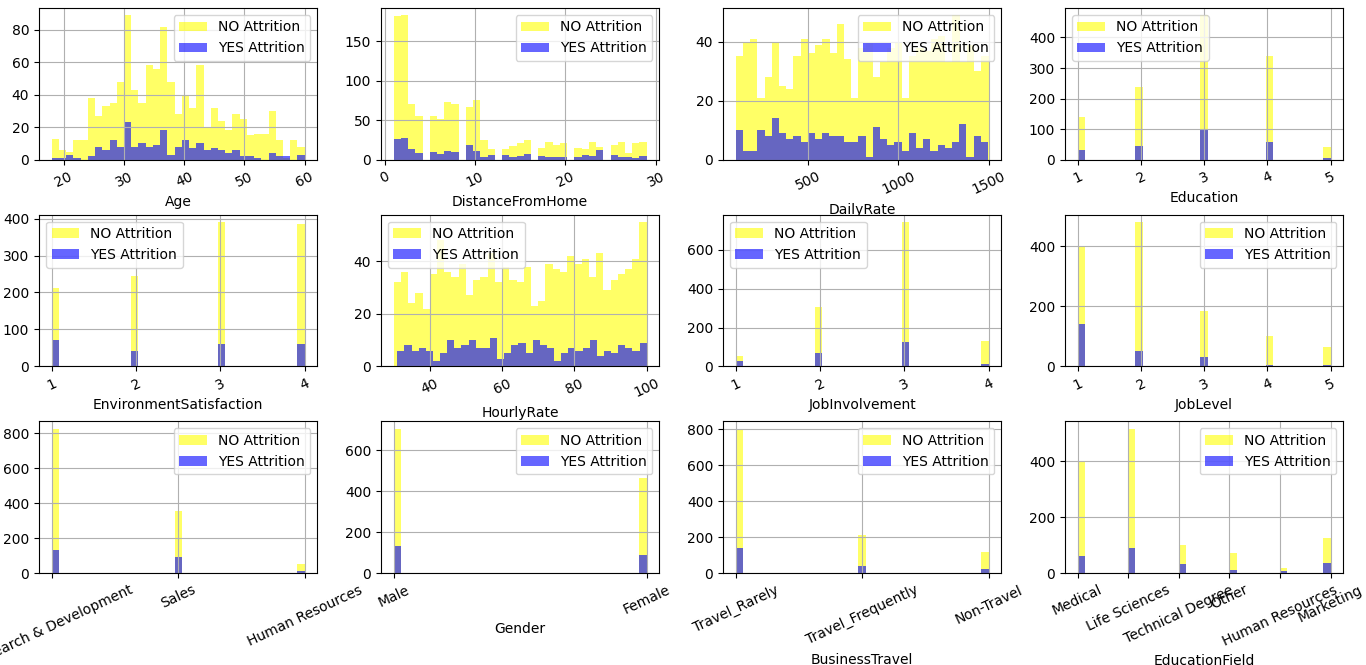 NO Attrition
YES Attrition
80
60
40
20
0
20
30
40
50
60
Age
NO Attrition
YES Attrition
150
100
50
0
0
10
20
30
DistanceFromHome
NO Attrition
YES Attrition
40
20
0
500
1000
1500
DailyRate
NO Attrition
YES Attrition
400
300
200
100
0
1
2
3
4
5
Education
NO Attrition
YES Attrition
400
300
200
100
0
1
2
3
4
EnvironmentSatisfaction
NO Attrition
YES Attrition
40
20
0
40
60
80
100
HourlyRate
NO Attrition
YES Attrition
600
400
200
0
1
2
3
4
JobInvolvement
NO Attrition
YES Attrition
400
200
0
1
2
3
4
5
JobLevel
NO Attrition
YES Attrition
800
600
400
200
0
earch & Development
Sales
Human Resources
NO Attrition
YES Attrition
600
400
200
0
Male
Female
Gender
NO Attrition
YES Attrition
800
600
400
200
0
Travel_Rarely
Travel_Frequently
Non-Travel
BusinessTravel
NO Attrition
YES Attrition
400
200
0
Medical
Life Sciences
Technical Degree
Other
Human Resources
Marketing
EducationField